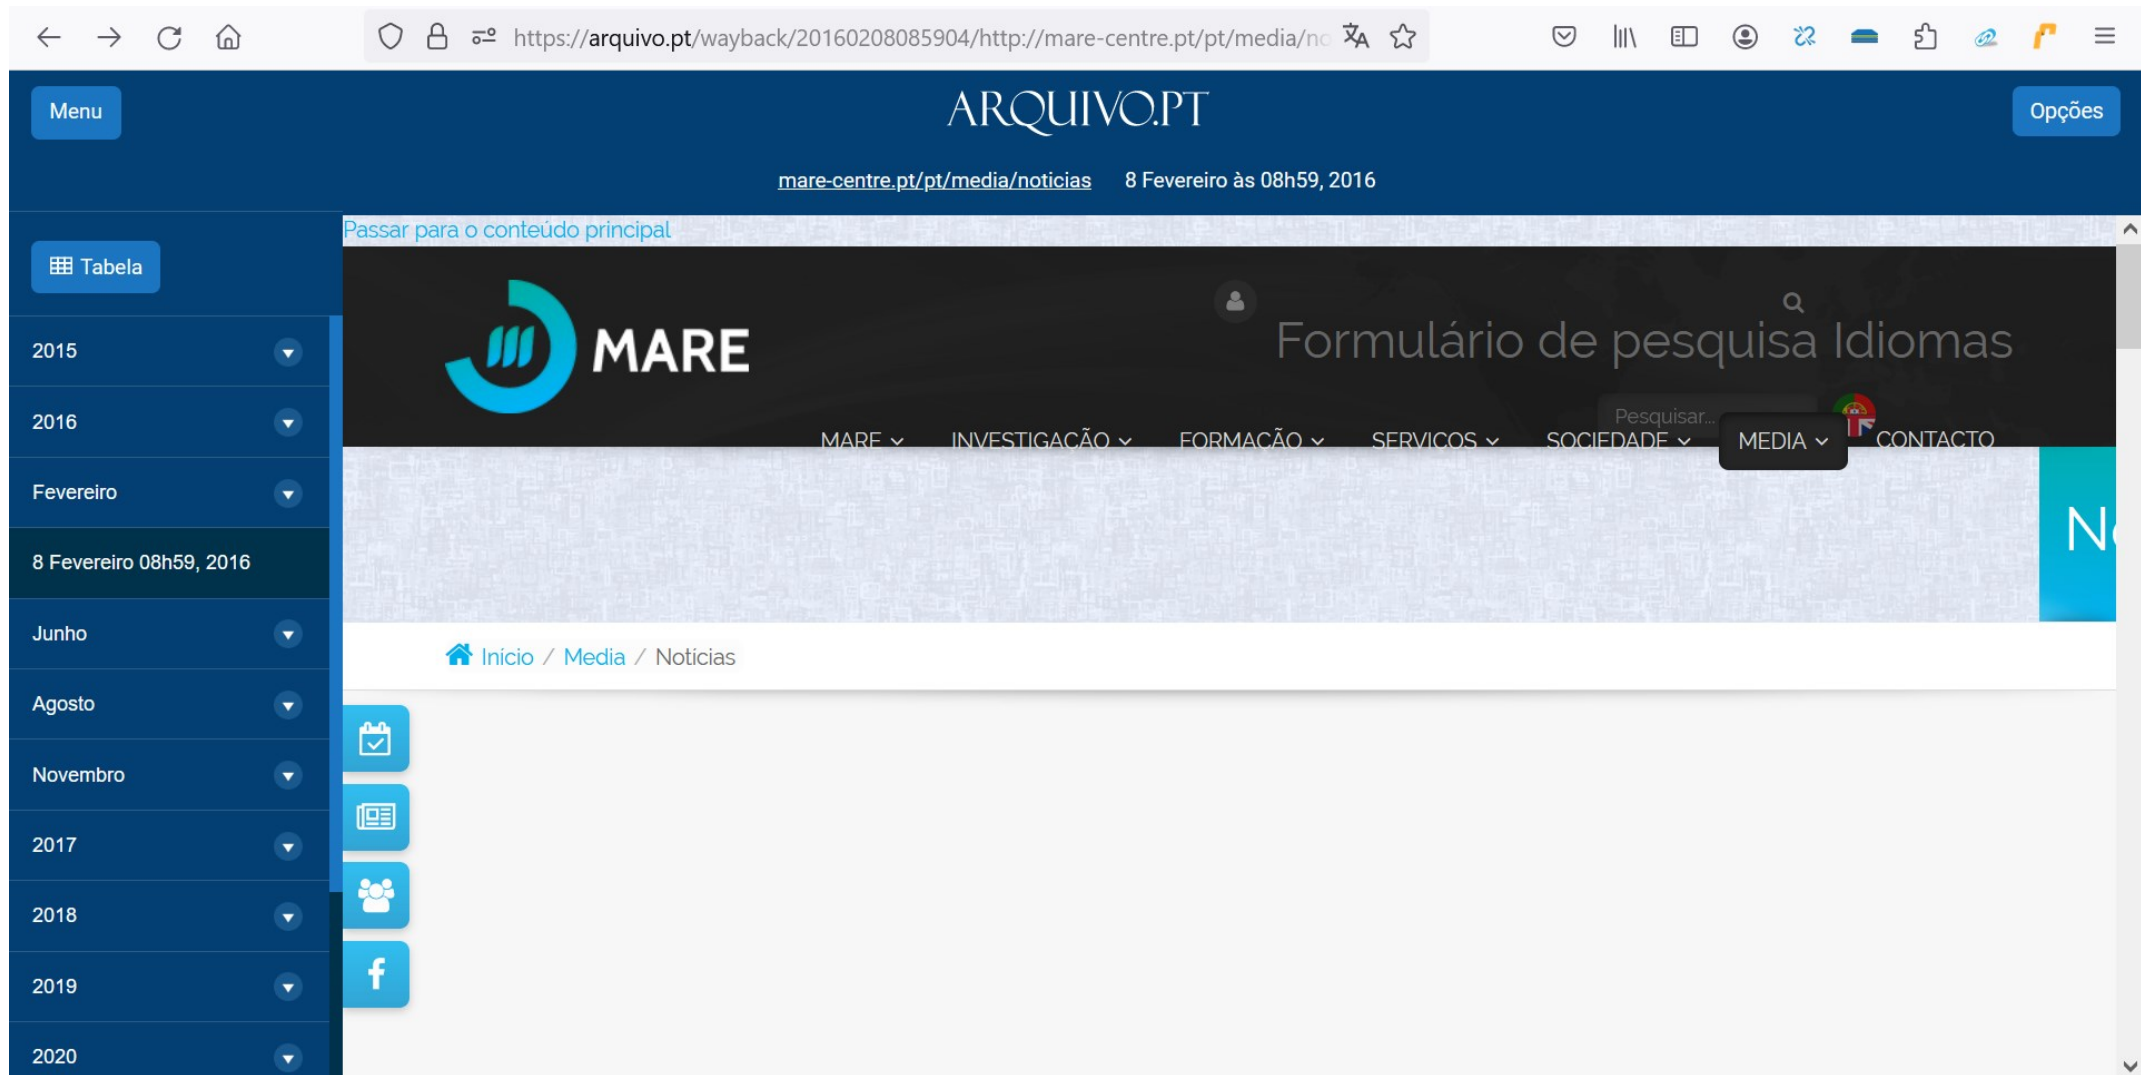 https://arquivo.pt/wayback/20160208085904/http://mare-centre.pt/pt/media/no
Menu
ARQUIVO.PT
Opções
mare-centre.pt/pt/media/noticias 8 Fevereiro às 08h59, 2016
Tabela
2015
2016
Fevereiro
8 Fevereiro 08h59, 2016
Junho
Agosto
Novembro
2017
2018
2019
2020
Passar para o conteúdo principal
MARE
Formulário de pesquisa Idiomas
Pesquisar...
MARE INVESTIGAÇÃO FORMAÇÃO SERVIÇOS SOCIEDADE MEDIA CONTACTO
Início / Media / Notícias